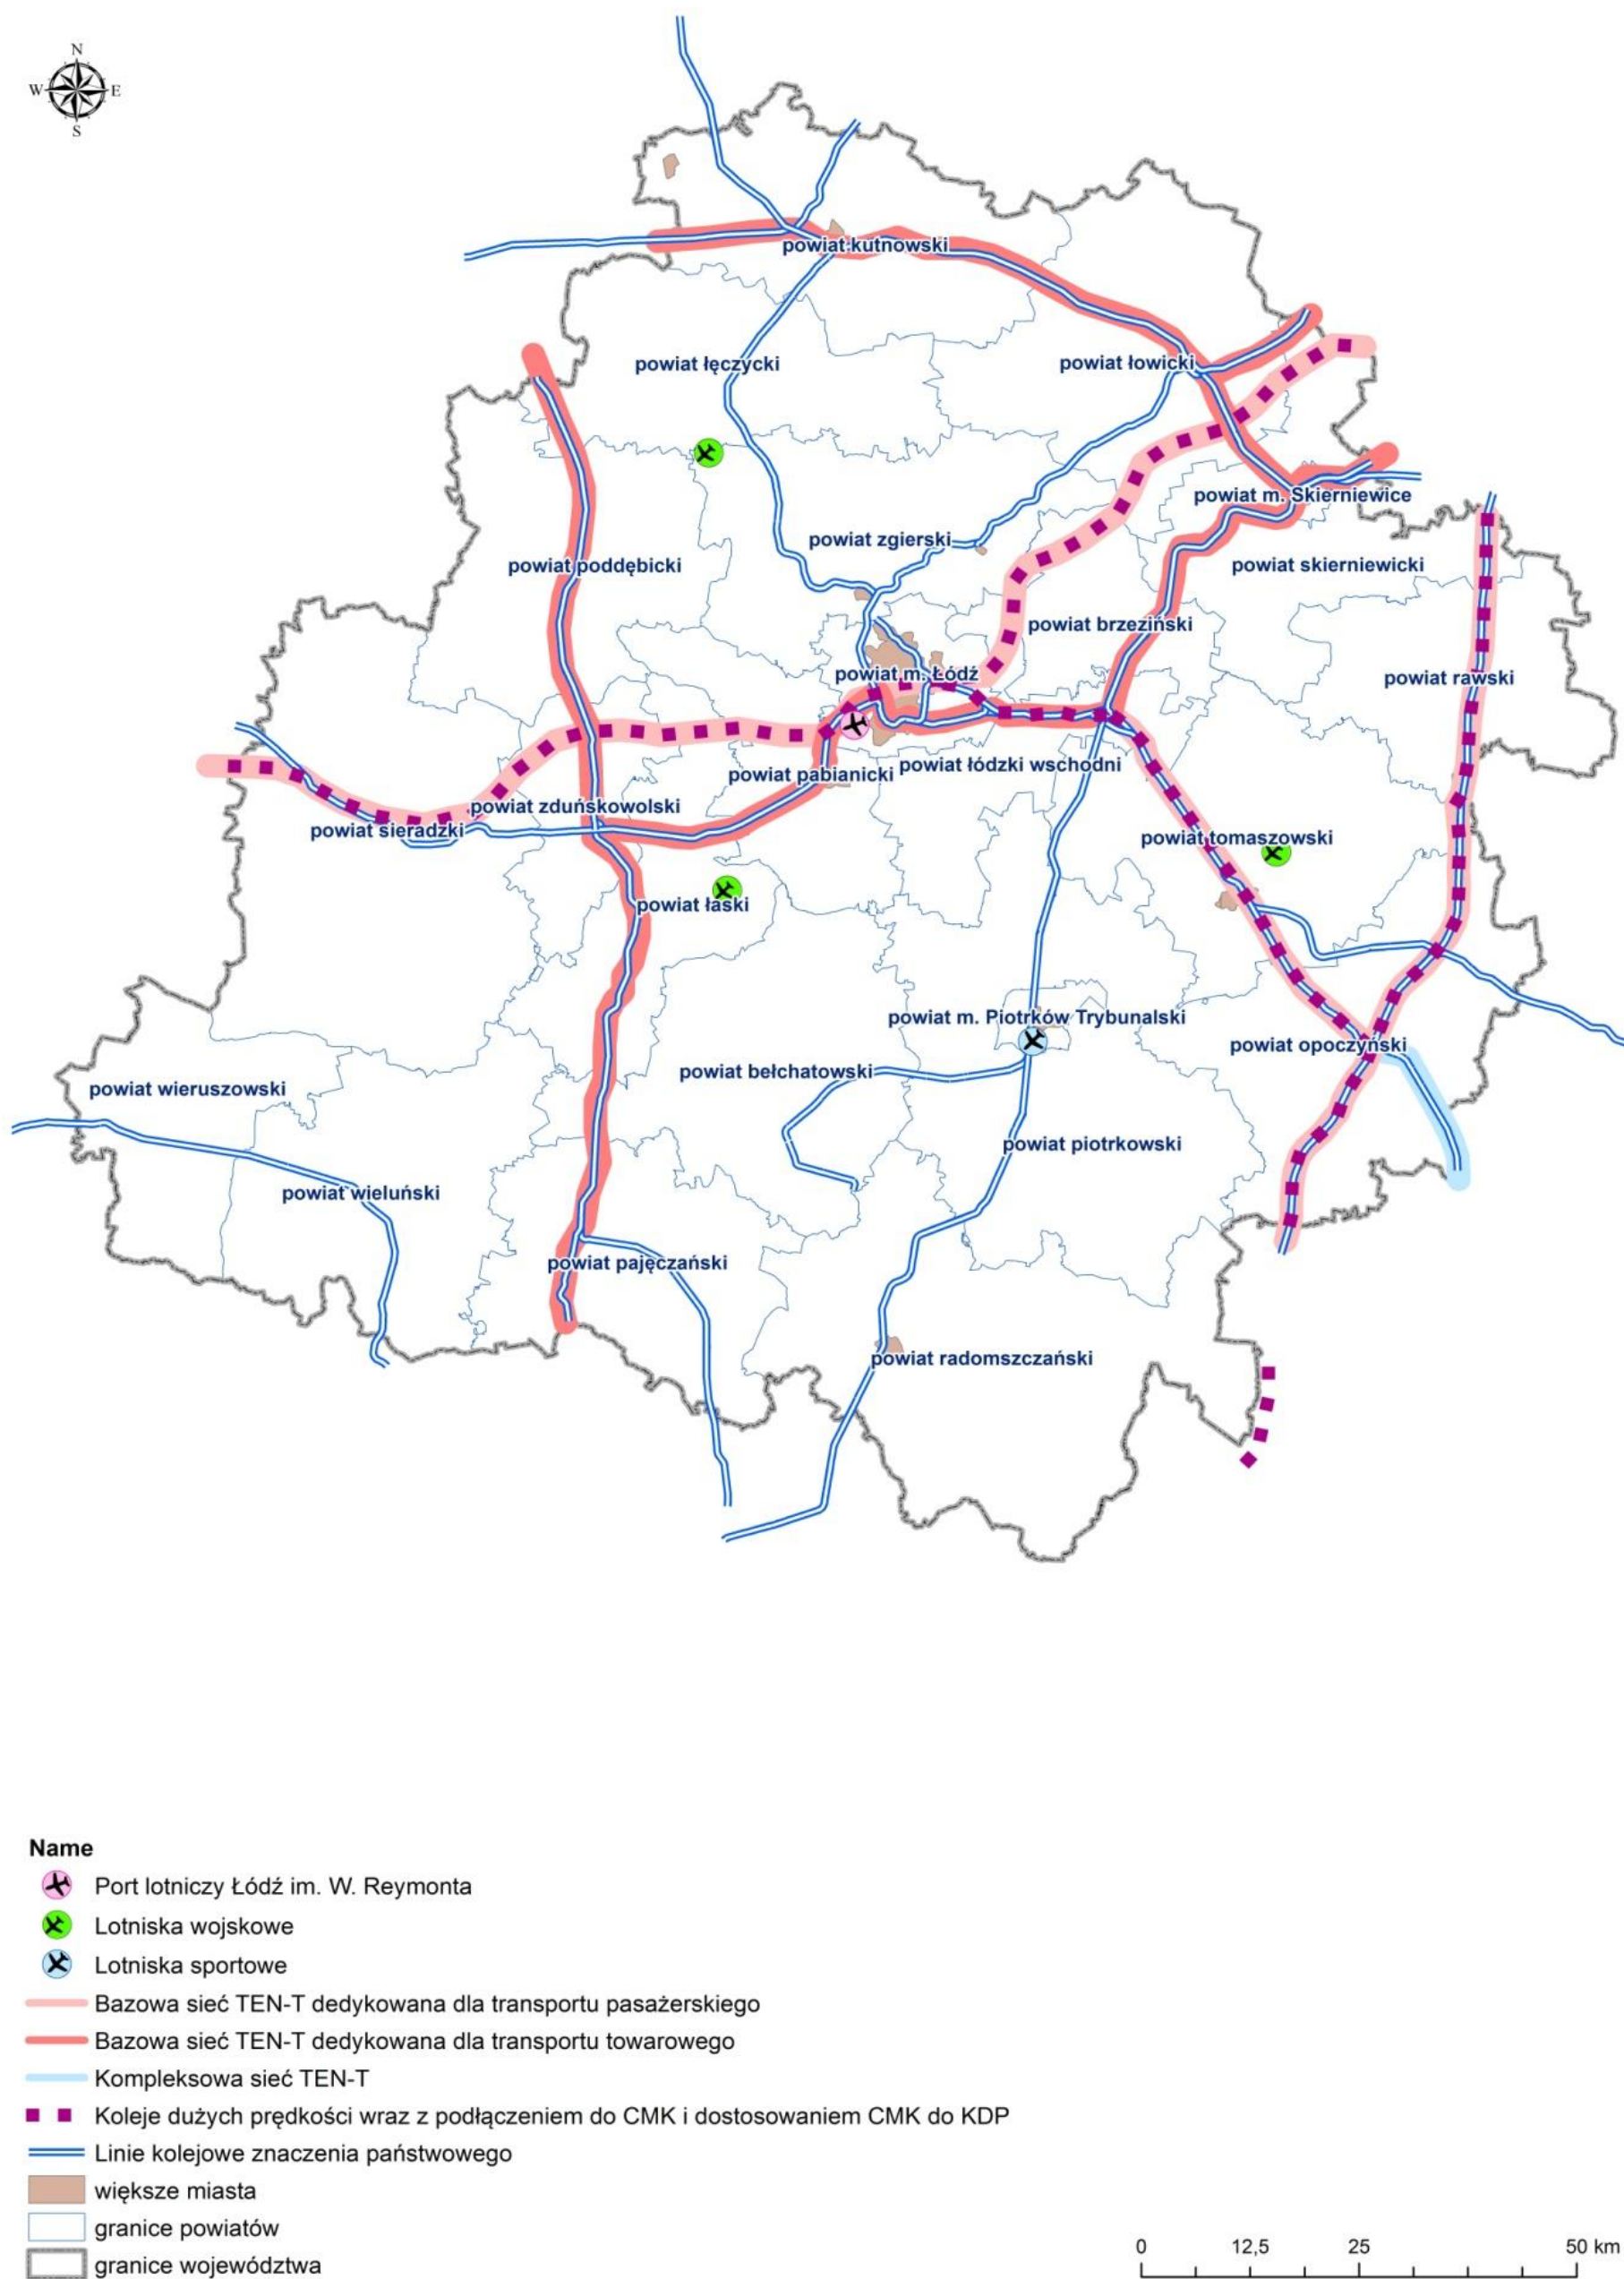 N
W E
S
powiat kutnowski
powiat łęczycki
powiat łowicki
powiat m. Skierniewice
powiat zgierski
powiat poddębicki
powiat skierniewicki
powiat brzeziński
powiat m. Łódź
powiat rawski
powiat pabianicki
powiat łódzki wschodni
powiat zduńskowolski
powiat sieradzki
powiat tomaszowski
powiat łaski
powiat m. Piotrków Trybunalski
powiat opoczyński
powiat bełchatowski
powiat wieruszowski
powiat piotrkowski
powiat wieluński
powiat pajęczański
powiat radomszczański
Name
Port lotniczy Łódź im. W. Reymonta
Lotniska wojskowe
Lotniska sportowe
Bazowa sieć TEN-T dedykowana dla transportu pasażerskiego
Bazowa sieć TEN-T dedykowana dla transportu towarowego
Kompleksowa sieć TEN-T
Koleje dużych prędkości wraz z podłączeniem do CMK i dostosowaniem CMK do KDP
Linie kolejowe znaczenia państwowego
większe miasta
granice powiatów
granice województwa
0 12,5 25 50 km